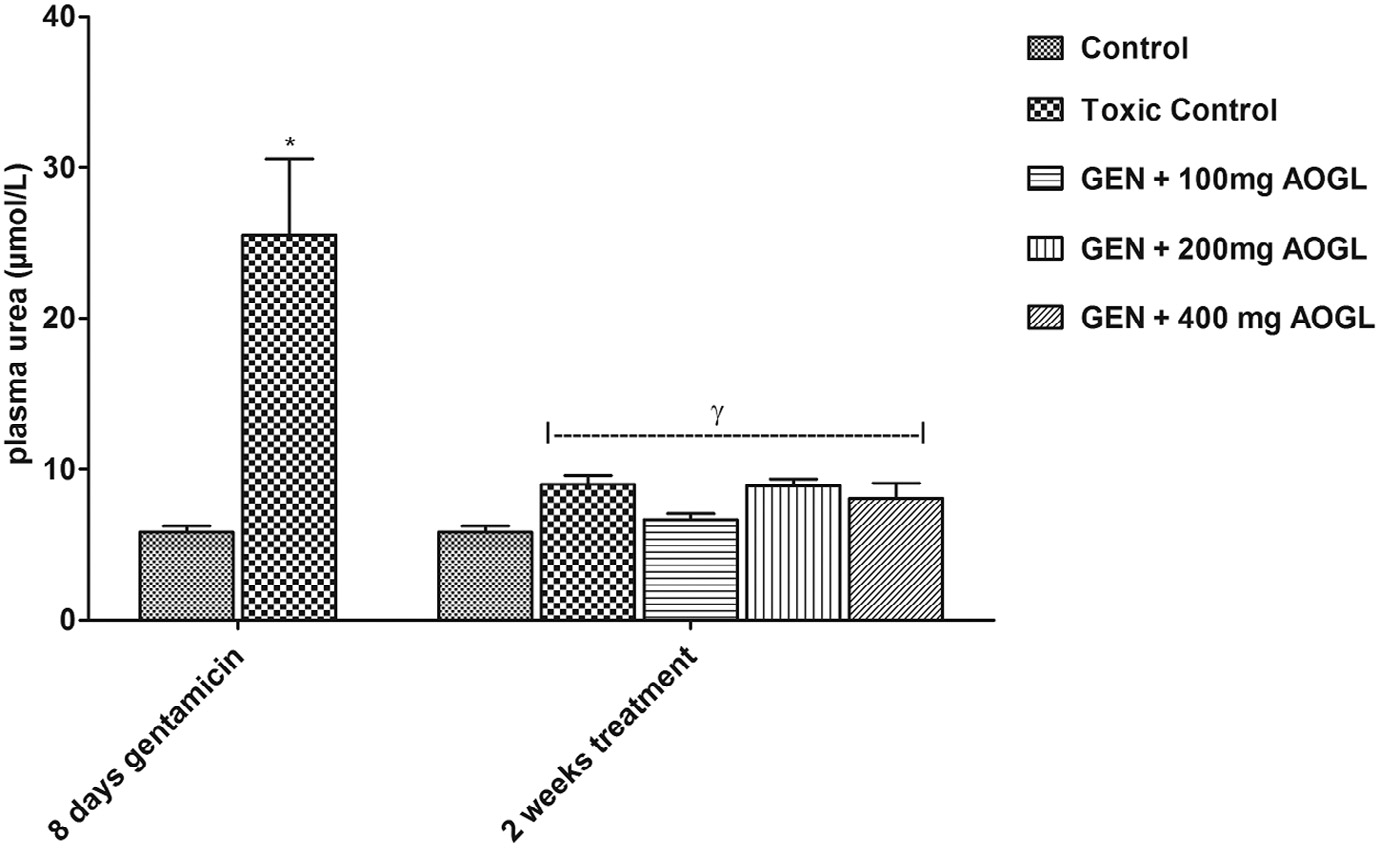 40
30
20
10
0
plasma urea (µmol/L)
*
γ
8 days gentamicin
2 weeks treatment
Control
Toxic Control
GEN + 100mg AOGL
GEN + 200mg AOGL
GEN + 400 mg AOGL